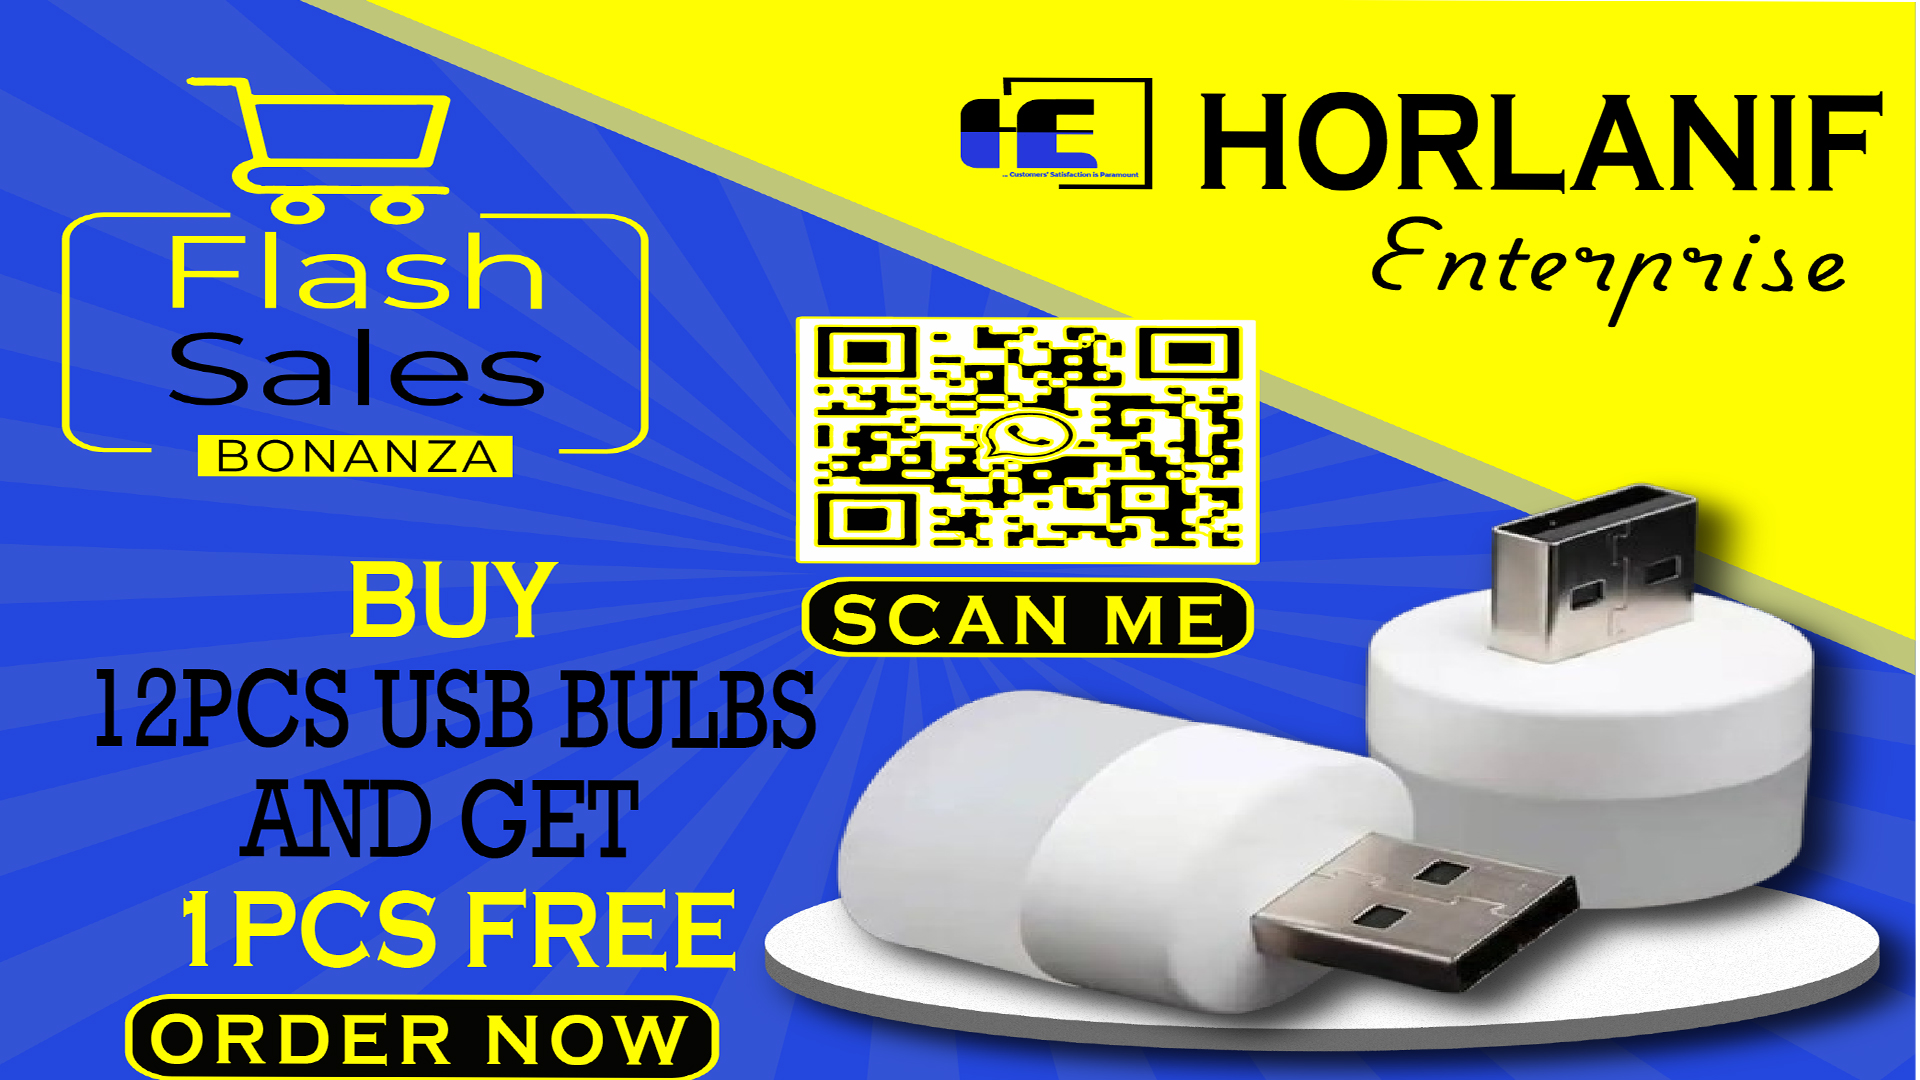 Flash
Sales
BONANZA
HORLANIF
Enterprise
... Customers' Satisfaction is Paramount
SCAN ME
BUY
12PCS USB BULBS
AND GET
1PCS FREE
ORDER NOW